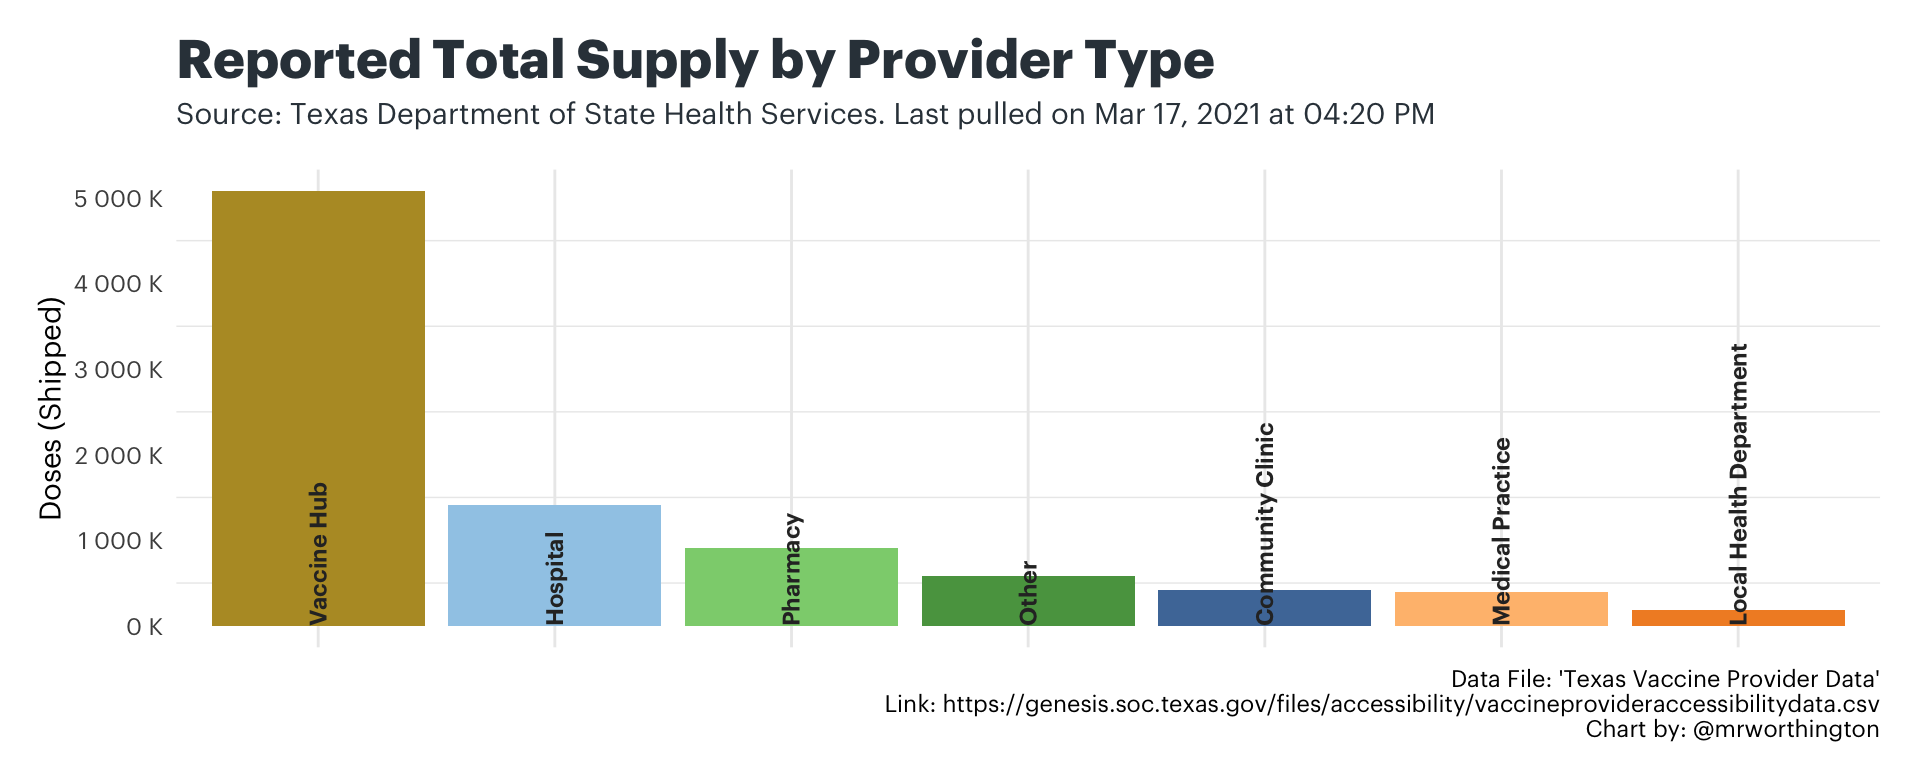 Reported Total Supply by Provider Type
Source: Texas Department of State Health Services. Last pulled on Mar 17, 2021 at 04:20 PM
Doses (Shipped)
5 000 K
4 000 K
3 000 K
2 000 K
1 000 K
0 K
Vaccine Hub
Hospital
Pharmacy
Other
Community Clinic
Medical Practice
Local Health Department
Data File: 'Texas Vaccine Provider Data'
Link: https://genesis.soc.texas.gov/files/accessibility/vaccineprovideraccessibilitydata.csv
Chart by: @mrworthington